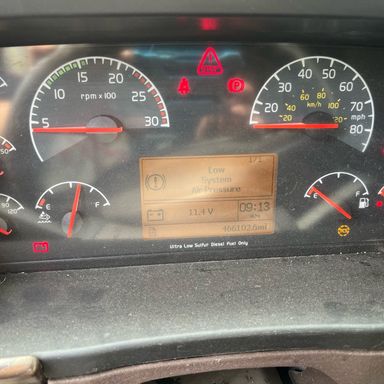 15 20
10 25
rpm x100
5 30
50 60
40 70
30 80
60 80
40 km/h 100
20 mph
20 120 80
1/1
Low
System
Air Pressure
E F
E F
11.4 V 09:13
466102.6mi
Ultra Low Sulfur Diesel Fuel Only